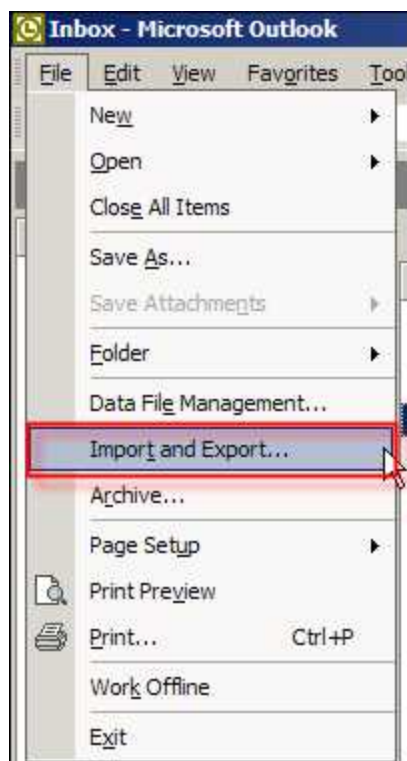 Inbox - Microsoft Outlook
File Edit View Favorites
New
Open
Close All Items
Save As...
Save Attachments
Folder
Data File Management...
Import and Export...
Archive...
Page Setup
Print Preview
Print... Ctrl+P
Work Offline
Exit